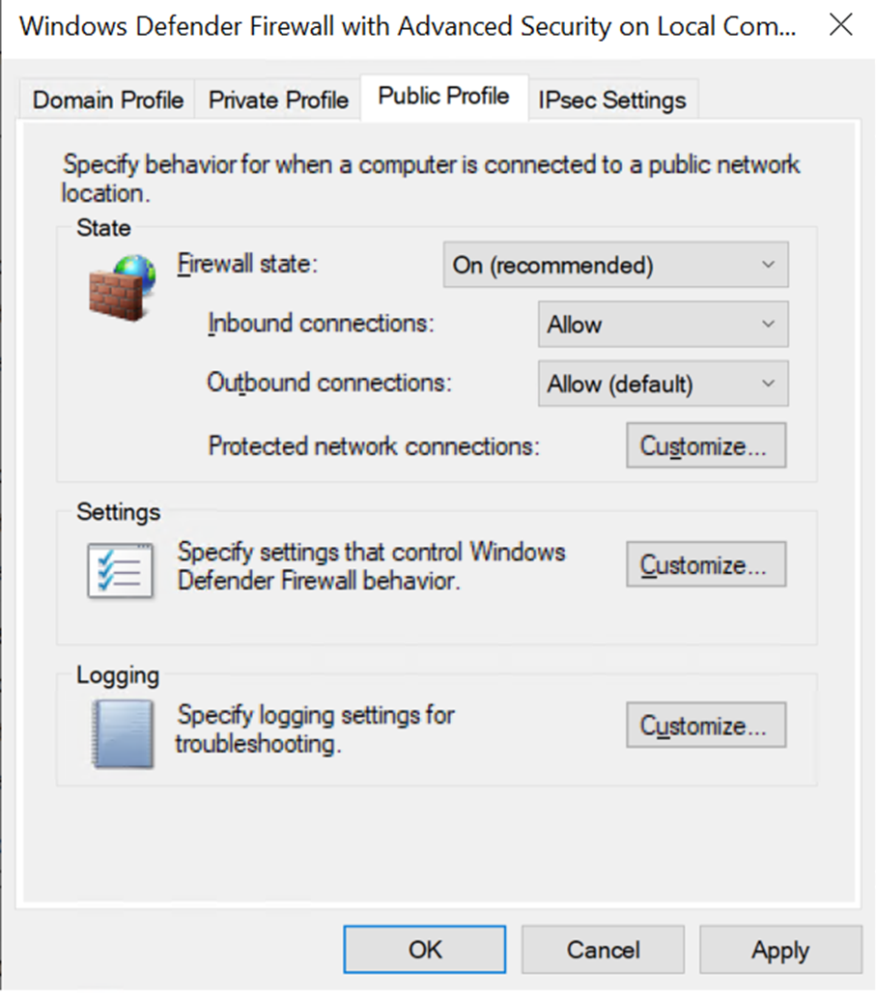 Windows Defender Firewall with Advanced Security on Local Com...
Domain Profile Private Profile Public Profile IPsec Settings
Specify behavior for when a computer is connected to a public network
location.
State
Firewall state: On (recommended)
Inbound connections: Allow
Outbound connections: Allow (default)
Protected network connections: Customize...
Settings
Specify settings that control Windows
Defender Firewall behavior.
Customize...
Logging
Specify logging settings for
troubleshooting.
Customize...
OK Cancel Apply